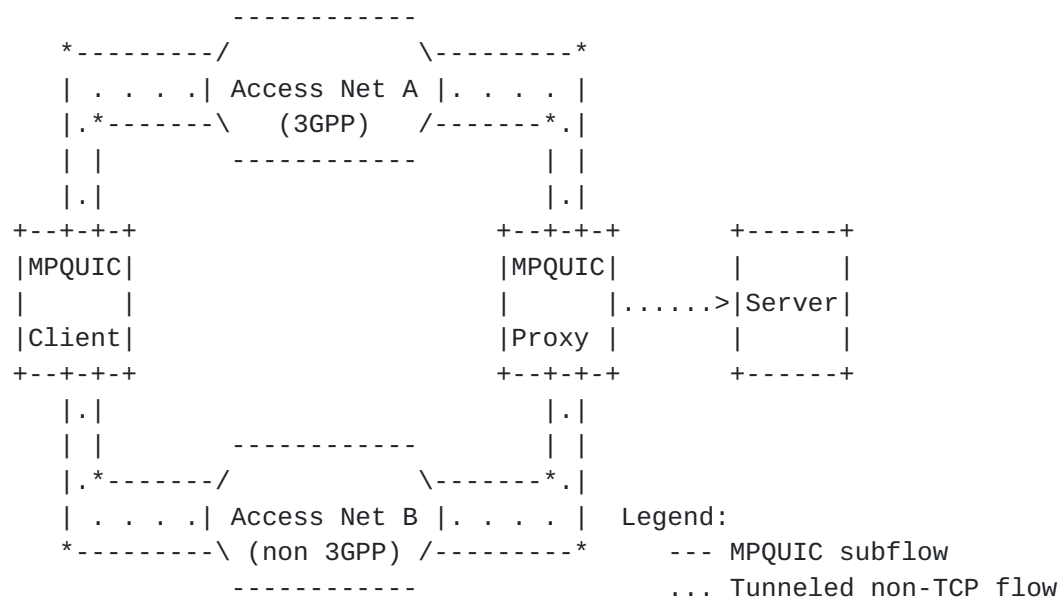 ------------
  *---------/            \---------*
  | . . . .| Access Net A |. . . . |
  |.*-------\   (3GPP)   /-------*.|
  | |       ------------         | |
  |.|                            |.|
+--+-+-+                   +--+-+-+      +------+
|MPQUIC|                   |MPQUIC|      |      |
|      |                   |      |......>|Server|
|Client|                   |Proxy |      |      |
+--+-+-+                   +--+-+-+      +------+
  |.|                            |.|
  | |       ------------         | |
  |.*-------/            \-------*.|
  | . . . .| Access Net B |. . . . |  Legend:
  *---------\ (non 3GPP) /---------*     --- MPQUIC subflow
            ------------                 ... Tunneled non-TCP flow